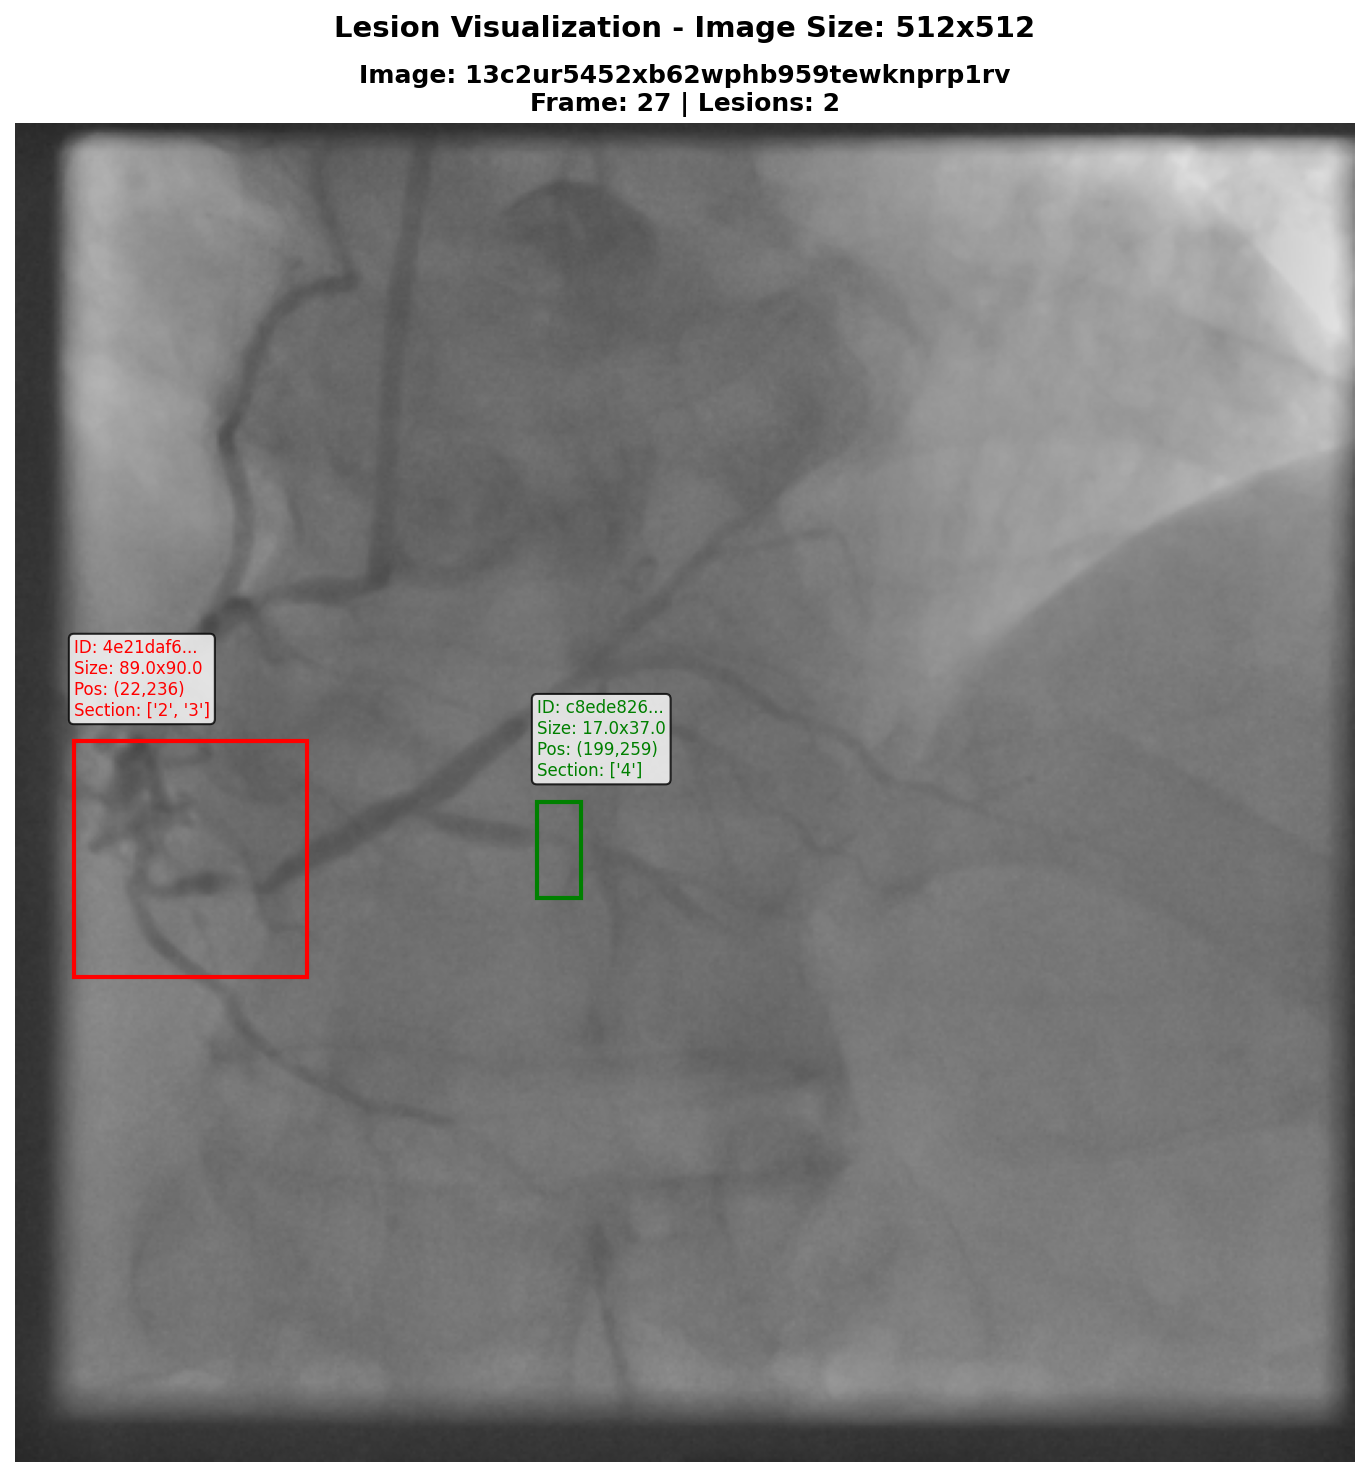 Lesion Visualization - Image Size: 512x512
Image: 13c2ur5452xb62wphb959tewknprp1rv
Frame: 27 | Lesions: 2
ID: 4e21daf6...
Size: 89.0x90.0
Pos: (22,236)
Section: ['2', '3']
ID: c8ede826...
Size: 17.0x37.0
Pos: (199,259)
Section: ['4']